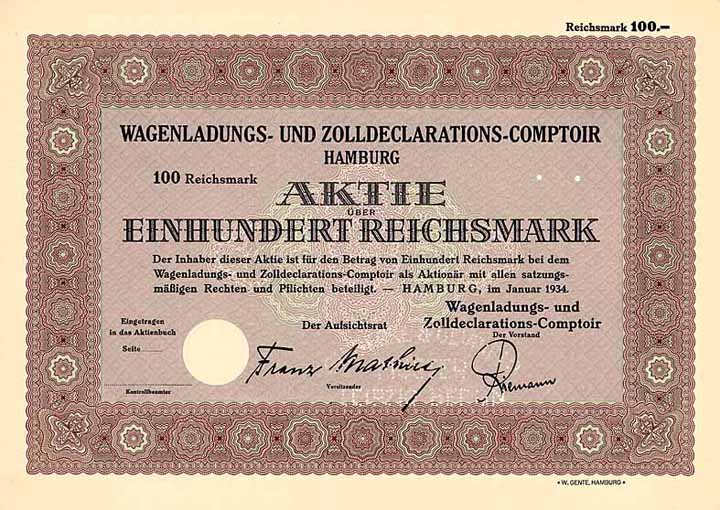 Reichsmark 100.—
WAGENLADUNGS- UND ZOLLDECLARATIONS-COMPTOIR
HAMBURG
100 Reichsmark
AKTIE
ÜBER
EINHUNDERT REICHSMARK
Der Inhaber dieser Aktie ist für den Betrag von Einhundert Reichsmark bei dem
Wagenladungs- und Zolldeclarations-Comptoir als Aktionär mit allen satzungs-
mäßigen Rechten und Pflichten beteiligt. — HAMBURG, im Januar 1934.
Eingetragen
in das Aktienbuch
Seite
Kontrollbeamter
Der Aufsichtsrat
Franz Mathies
Vorsitzender
Wagenladungs- und
Zolldeclarations-Comptoir
Der Vorstand
• W. GENTE, HAMBURG •